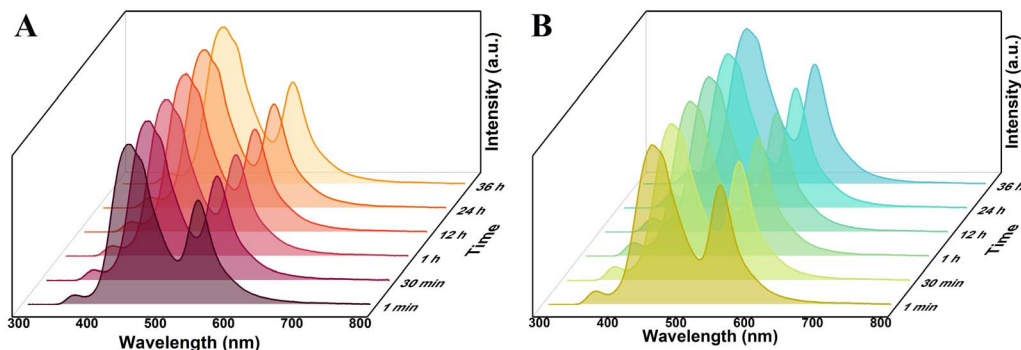 A
Intensity (a.u.)
36 h
24 h
12 h
1 h
30 min
1 min
Time
300 400 500 600 700 800
Wavelength (nm)
B
Intensity (a.u.)
36 h
24 h
12 h
1 h
30 min
1 min
Time
300 400 500 600 700 800
Wavelength (nm)